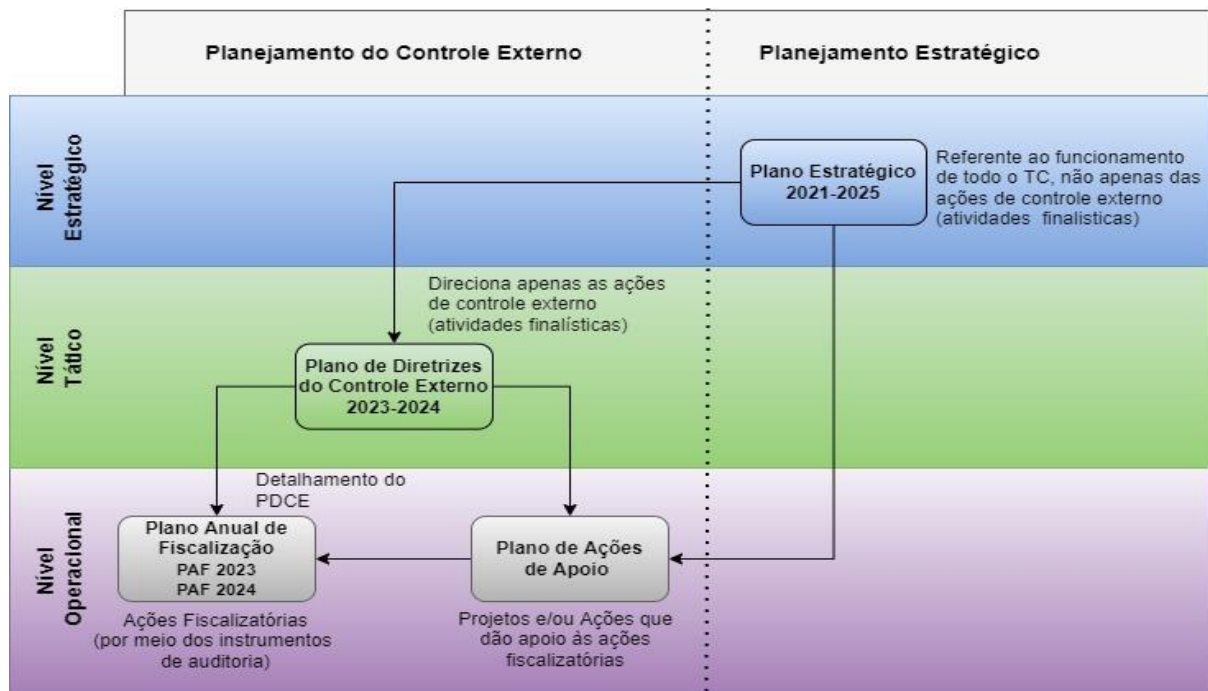 Planejamento do Controle Externo
Planejamento Estratégico
Nível
Estratégico
Plano Estratégico
2021-2025
Referente ao funcionamento
de todo o TC, não apenas das
ações de controle externo
(atividades finalisticas)
Nível
Tático
Direciona apenas as ações
de controle externo
(atividades finalísticas)
Plano de Diretrizes
do Controle Externo
2023-2024
Nível
Operacional
Detalhamento do
PDCE
Plano Anual de
Fiscalização
PAF 2023
PAF 2024
Ações Fiscalizatórias
(por meio dos instrumentos
de auditoria)
Plano de Ações
de Apoio
Projetos e/ou Ações que
dão apoio às ações
fiscalizatórias